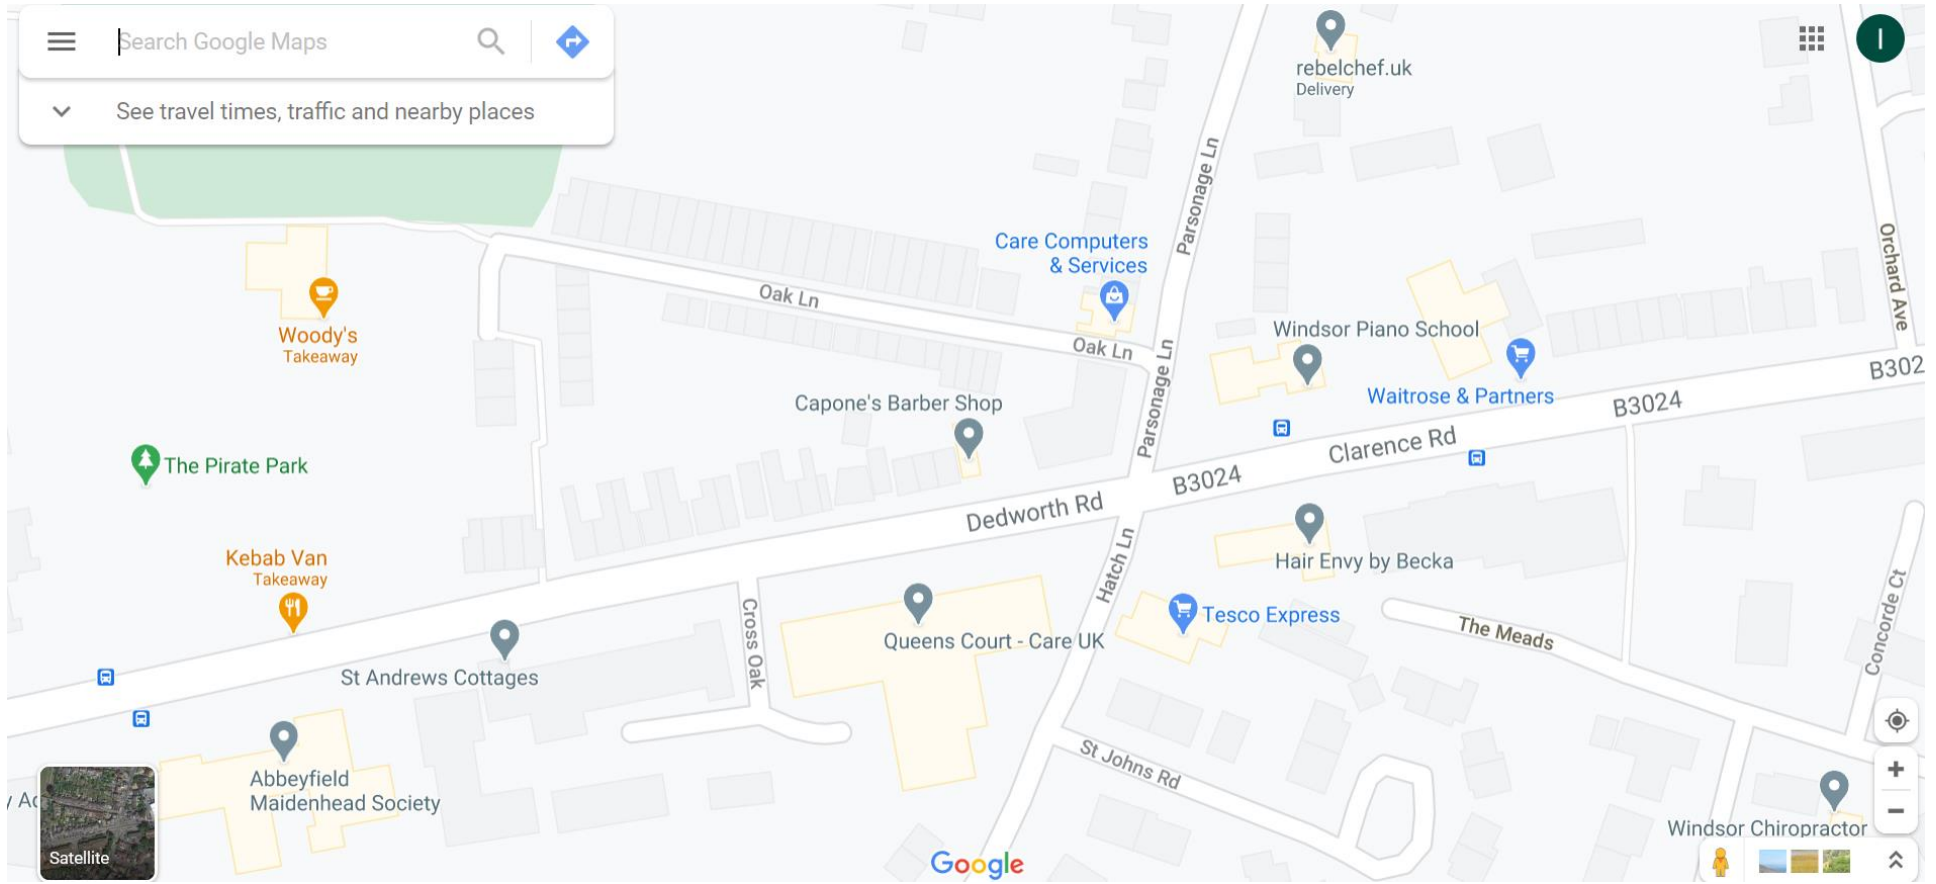 Search Google Maps
See travel times, traffic and nearby places
rebelchef.uk
Delivery
Parsonage Ln
Orchard Ave
Care Computers
& Services
Oak Ln
Woody's
Takeaway
Oak Ln
Parsonage Ln
Windsor Piano School
Waitrose & Partners
B302
B3024
Capone's Barber Shop
Clarence Rd
The Pirate Park
B3024
Dedworth Rd
Hatch Ln
Hair Envy by Becka
Kebab Van
Takeaway
Cross Oak
Tesco Express
The Meads
Concorde Ct
Queens Court - Care UK
St Andrews Cottages
St Johns Rd
Abbeyfield
Maidenhead Society
y Ac
Satellite
Windsor Chiropractor
Google
I